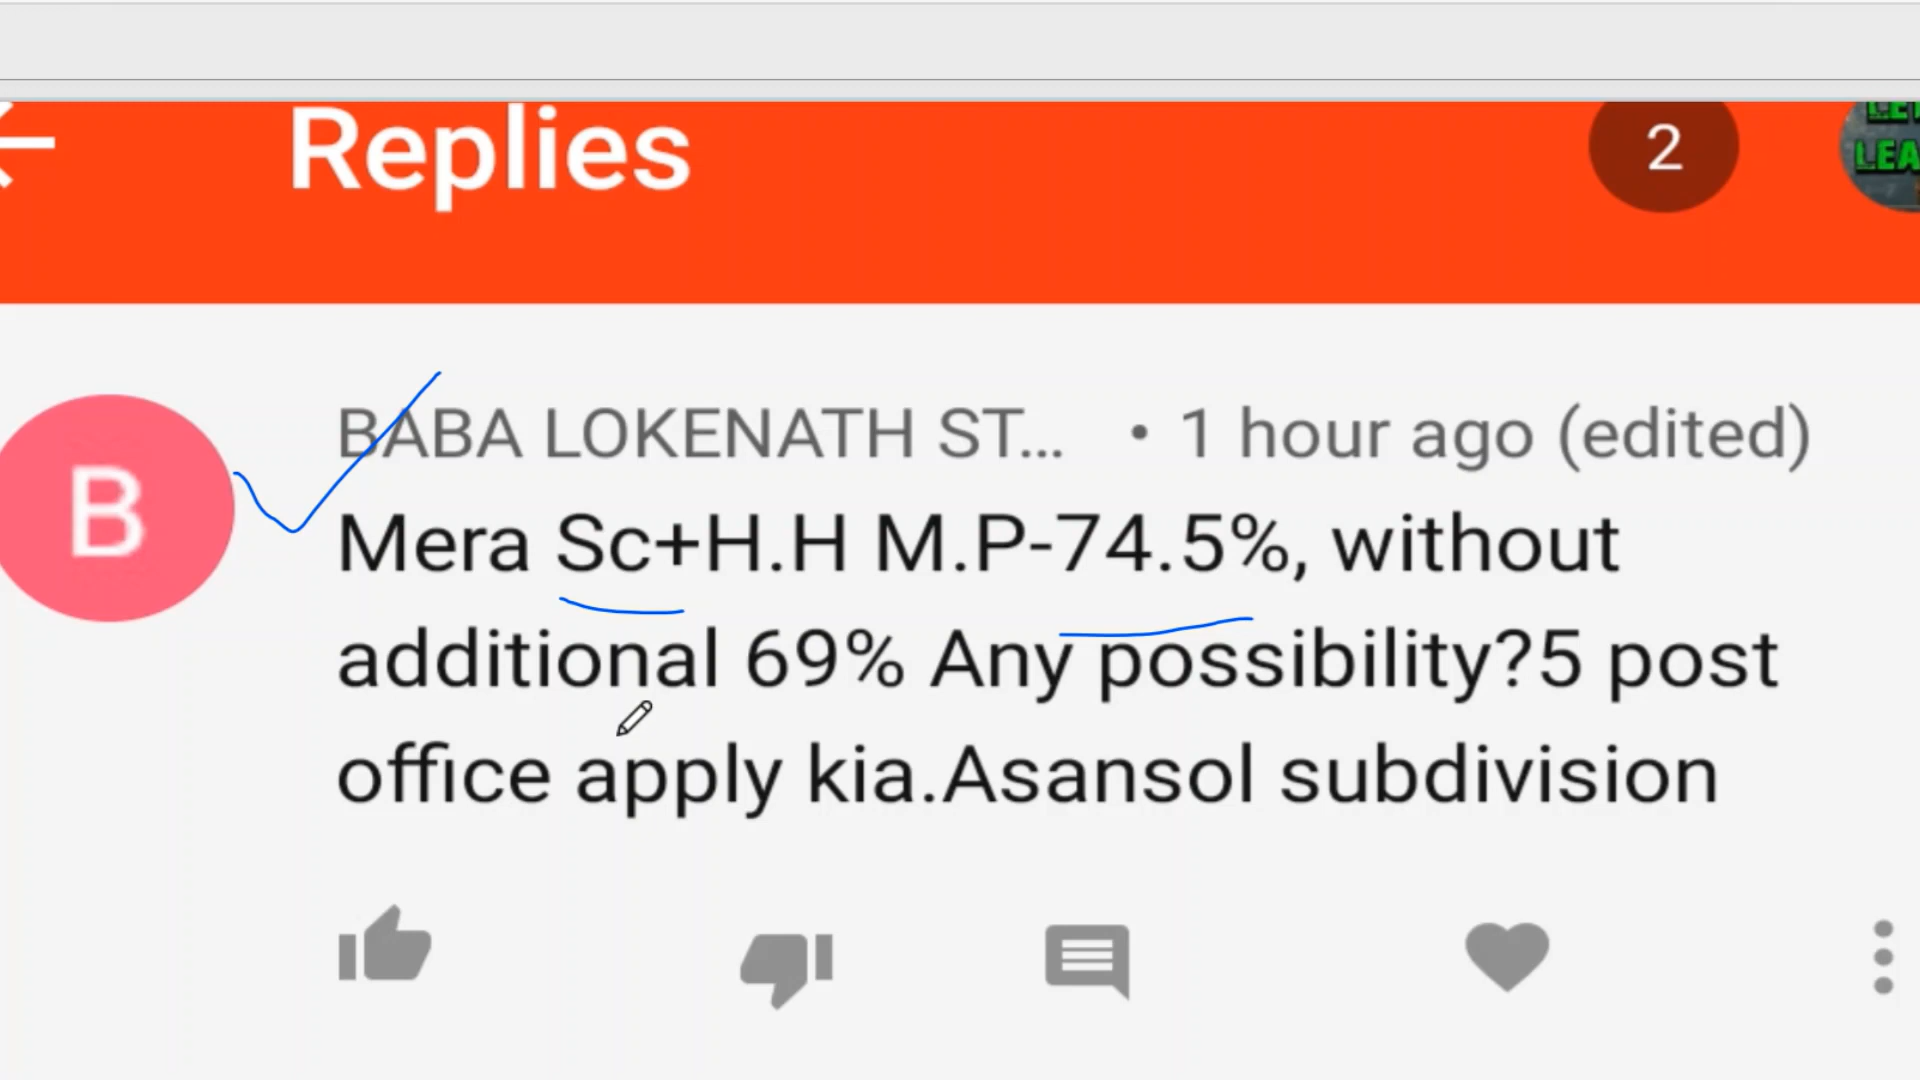 Replies
2
B
BABA LOKENATH ST... • 1 hour ago (edited)
Mera Sc+H.H M.P-74.5%, without
additional 69% Any possibility?5 post
office apply kia.Asansol subdivision